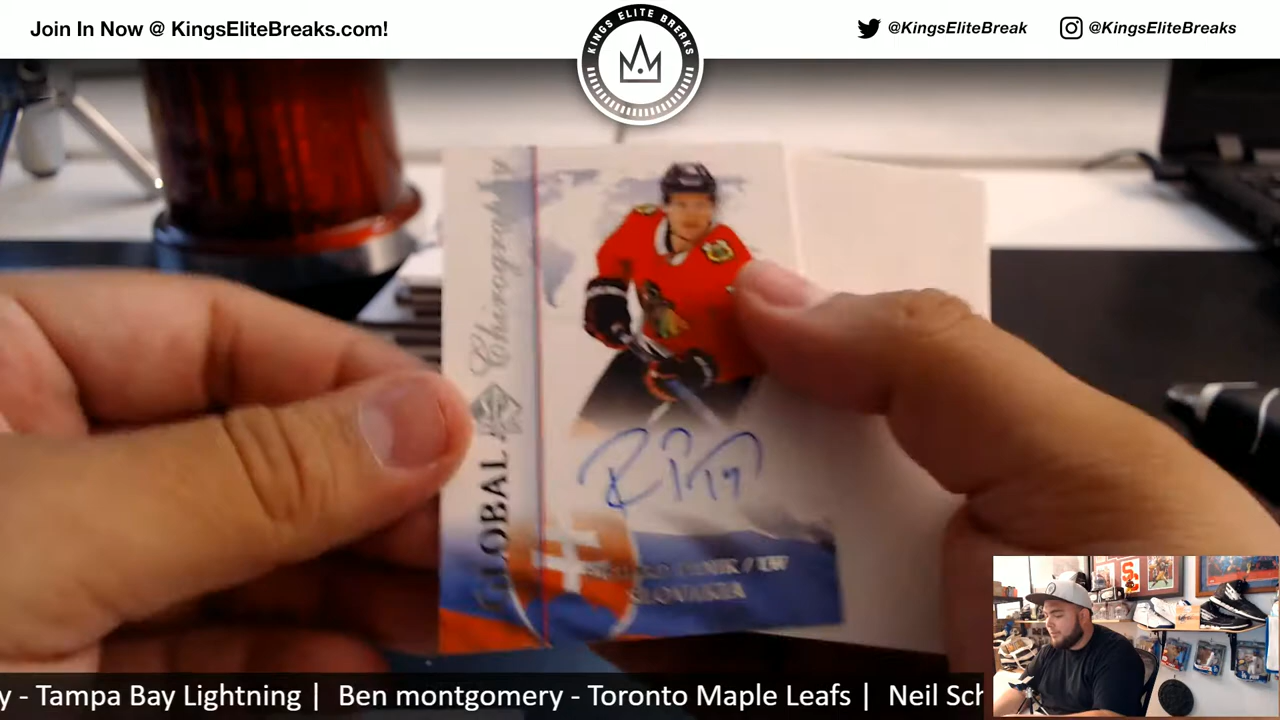 Join In Now @ KingsEliteBreaks.com!
KINGS ELITE BREAKS
@KingsEliteBreak
@KingsEliteBreaks
GLOBAL Chirography
/ LW
SLOVAKIA
y - Tampa Bay Lightning | Ben montgomery - Toronto Maple Leafs | Neil Sch